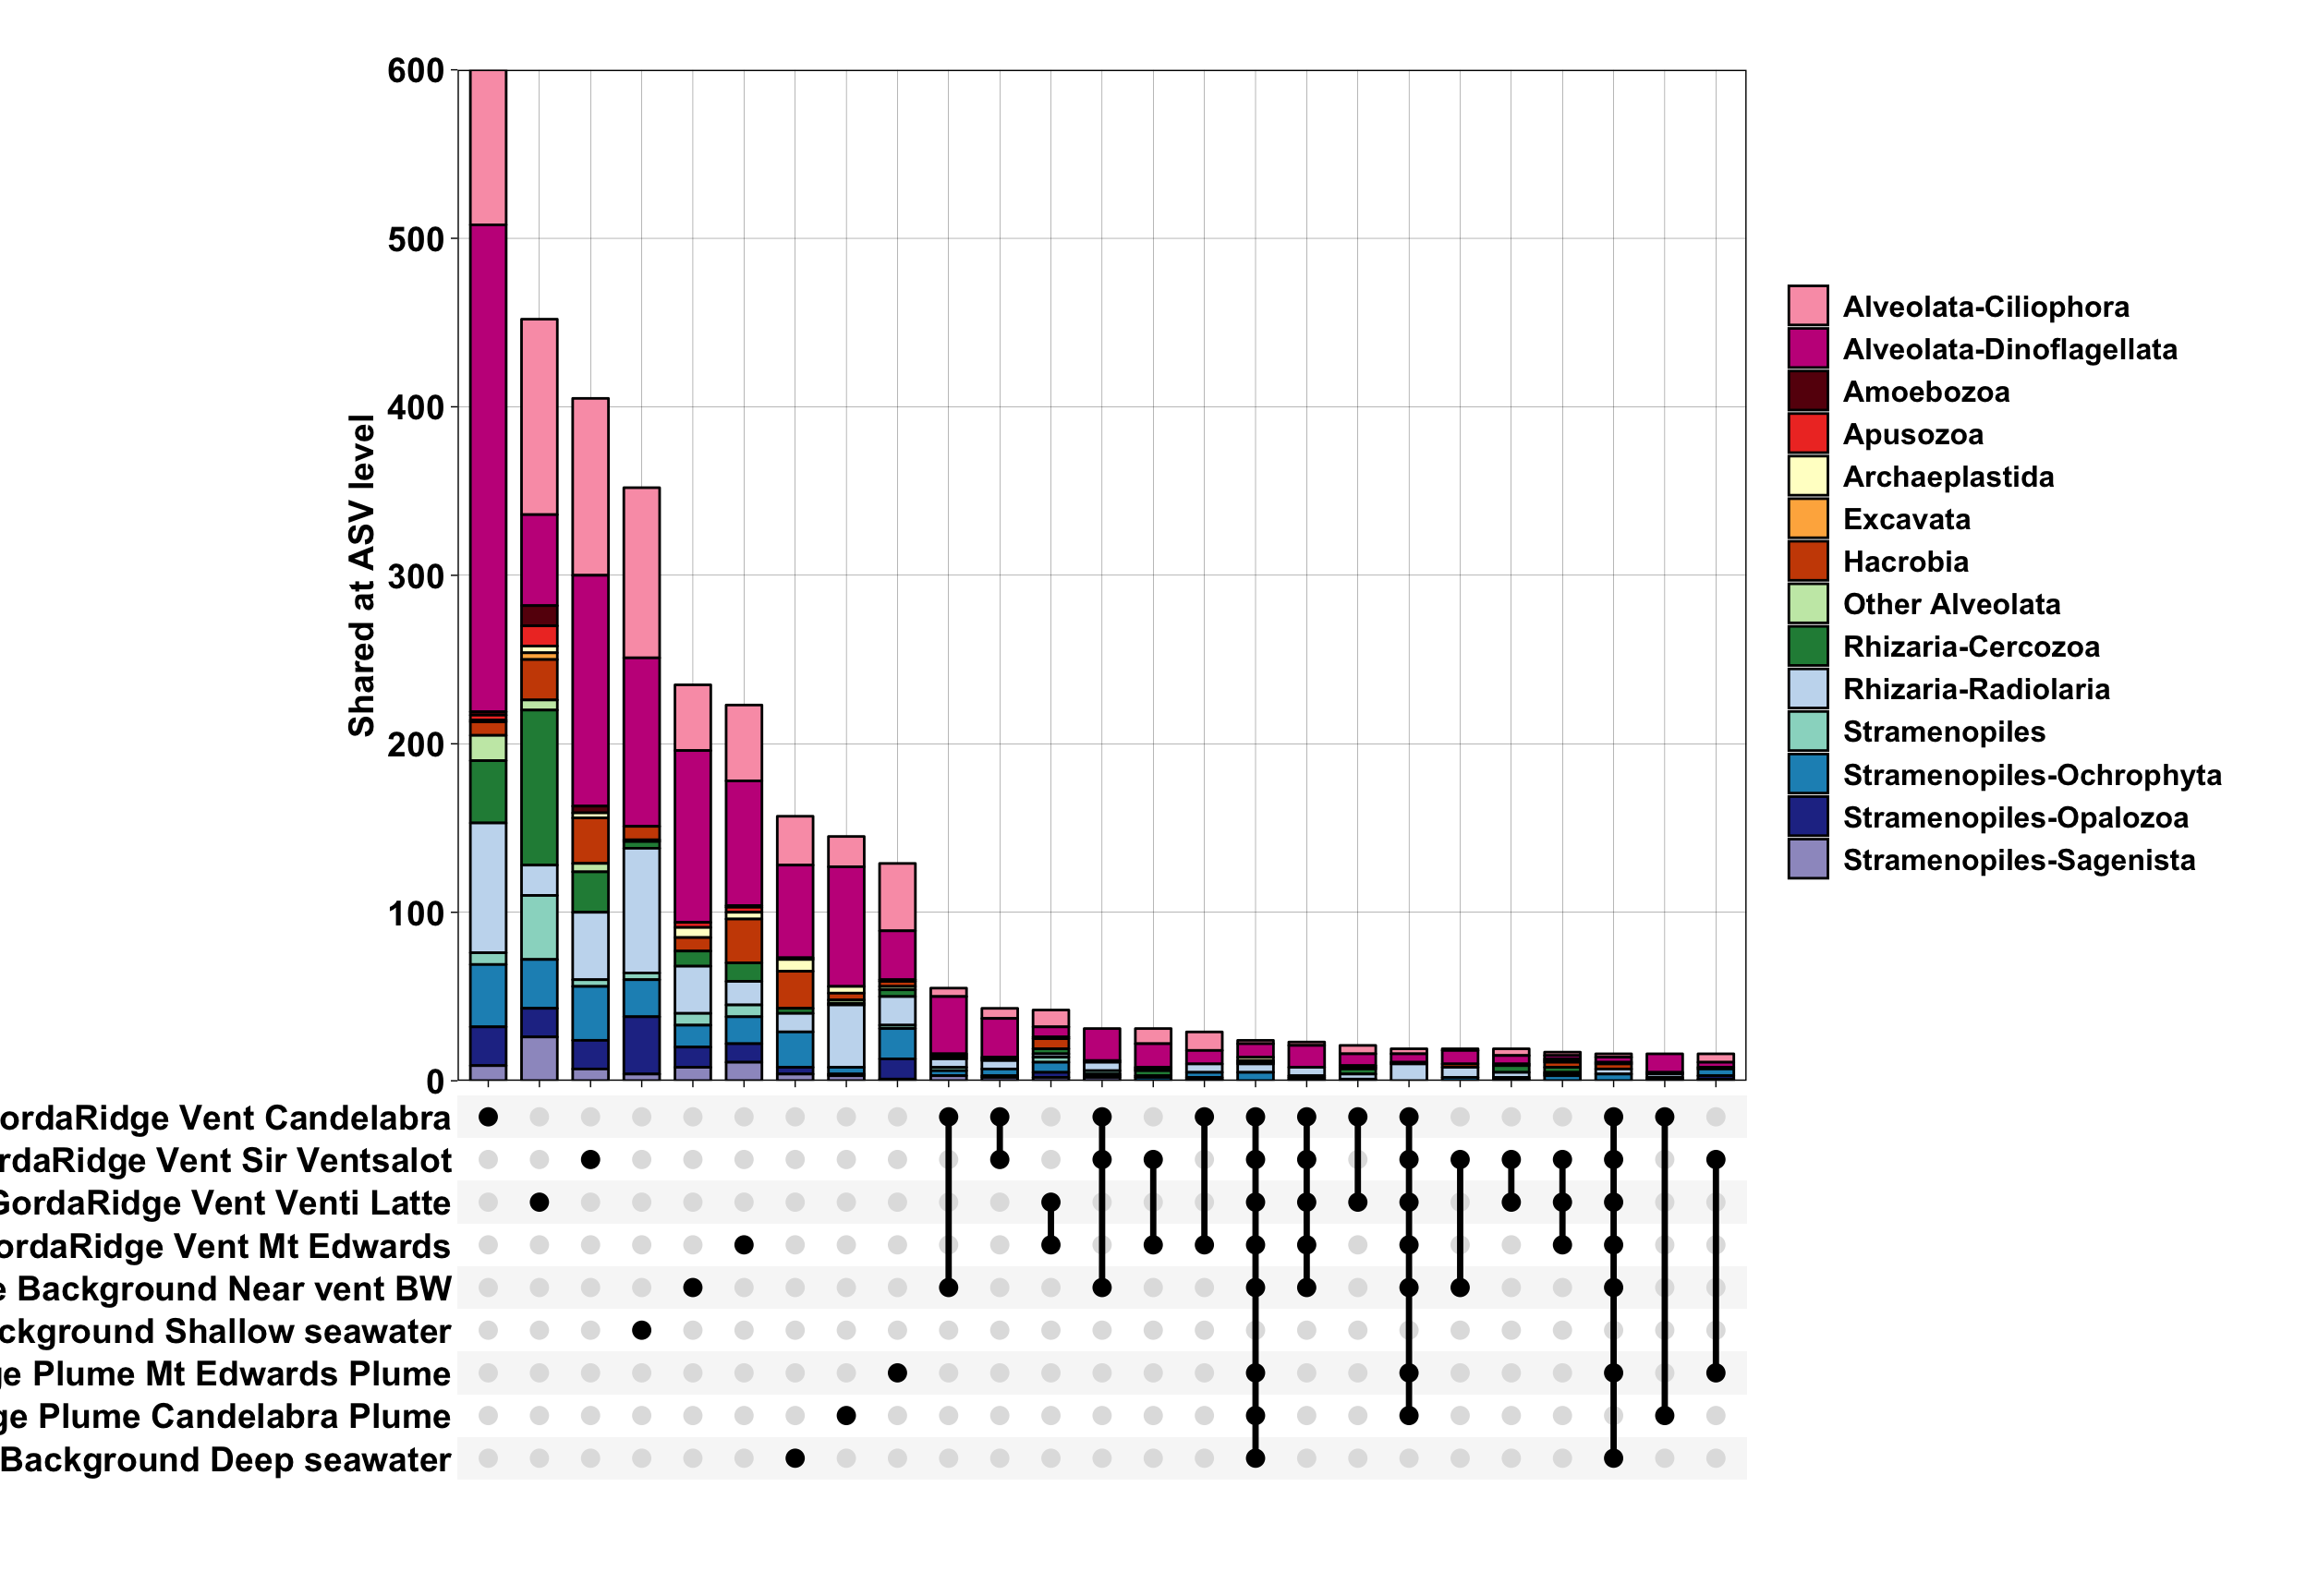 600
500
400
300
200
100
0
Shared at ASV level
Alveolata-Ciliophora
Alveolata-Dinoflagellata
Amoebozoa
Apusozoa
Archaeplastida
Excavata
Hacrobia
Other Alveolata
Rhizaria-Cercozoa
Rhizaria-Radiolaria
Stramenopiles
Stramenopiles-Ochrophyta
Stramenopiles-Opalozoa
Stramenopiles-Sagenista
ordaRidge Vent Candelabra
rdaRidge Vent Sir Ventsalot
GordaRidge Vent Venti Latte
ordaRidge Vent Mt Edwards
e Background Near vent BW
ckground Shallow seawater
ge Plume Mt Edwards Plume
ge Plume Candelabra Plume
Background Deep seawater